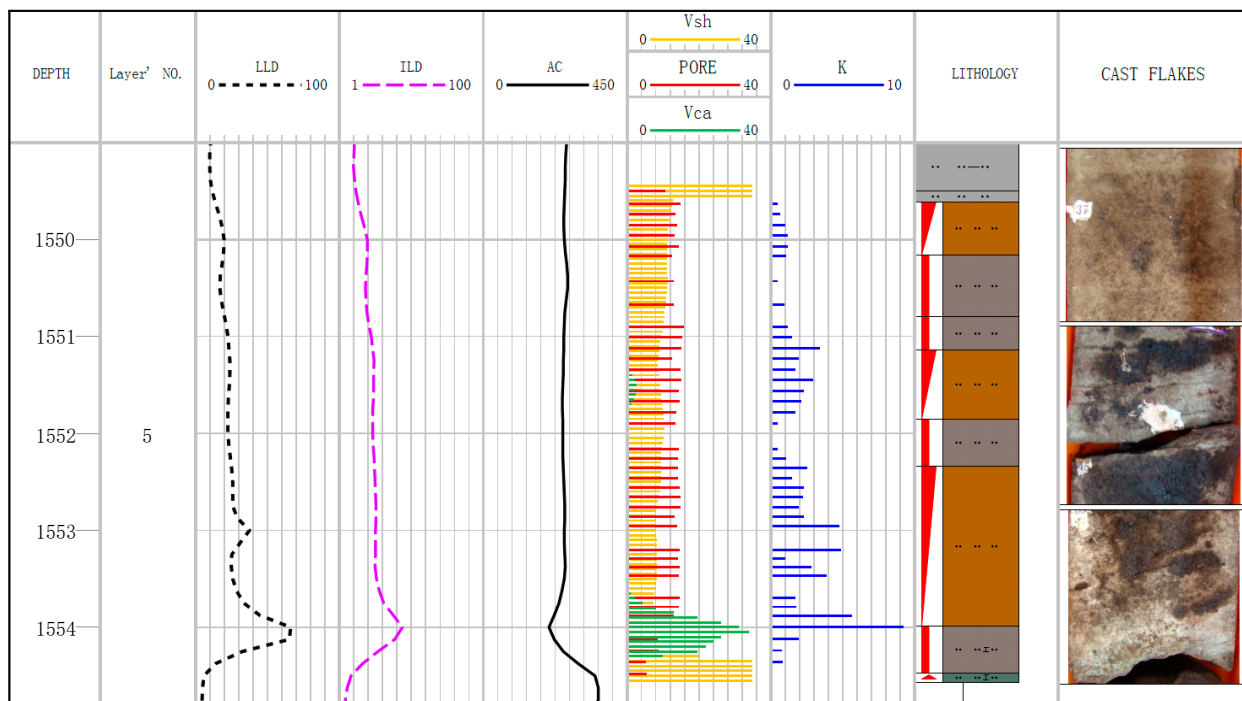 DEPTH
Layer' NO.
LLD
0 100
ILD
1 100
AC
0 450
Vsh
0 40
PORE
0 40
Vca
0 40
K
0 10
LITHOLOGY
CAST FLAKES
37
1550
1551
1552
5
1553
1554